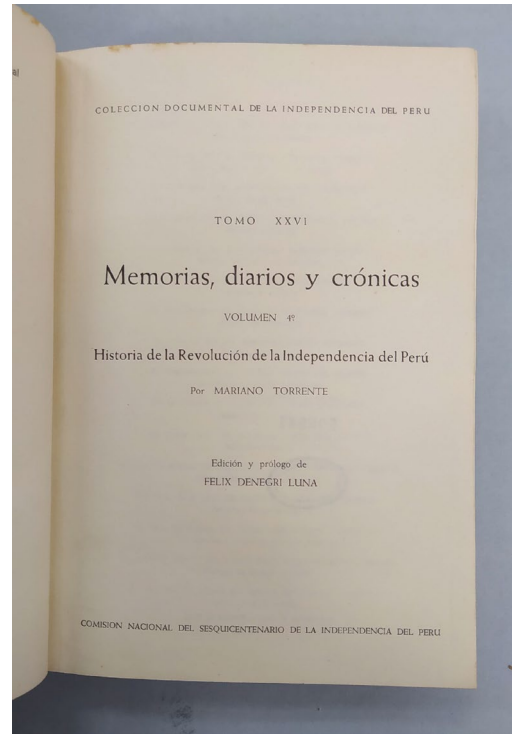 COLECCION DOCUMENTAL DE LA INDEPENDENCIA DEL PERU
TOMO XXVI
Memorias, diarios y crónicas
VOLUMEN 4º
Historia de la Revolución de la Independencia del Perú
Por MARIANO TORRENTE
Edición y prólogo de
FELIX DENEGRI LUNA
COMISION NACIONAL DEL SESQUICENTENARIO DE LA INDEPENDENCIA DEL PERU